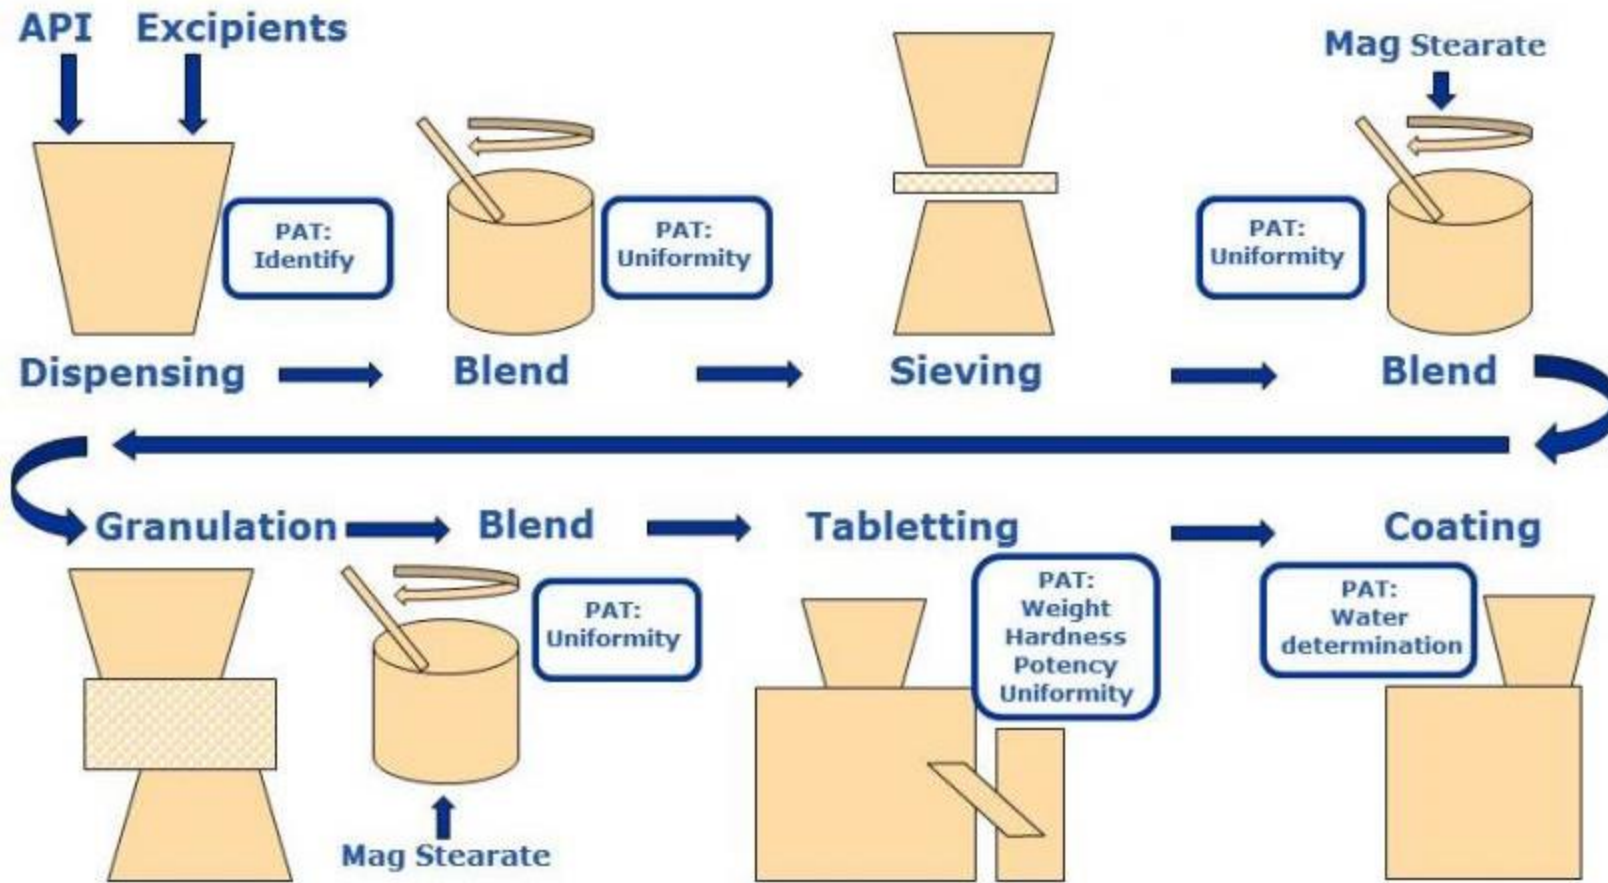 API Excipients
Mag Stearate
PAT:
Identify
PAT:
Uniformity
PAT:
Uniformity
Dispensing Blend Sieving Blend
Granulation Blend Tabletting Coating
PAT:
Uniformity
PAT:
Weight
Hardness
Potency
Uniformity
PAT:
Water
determination
Mag Stearate